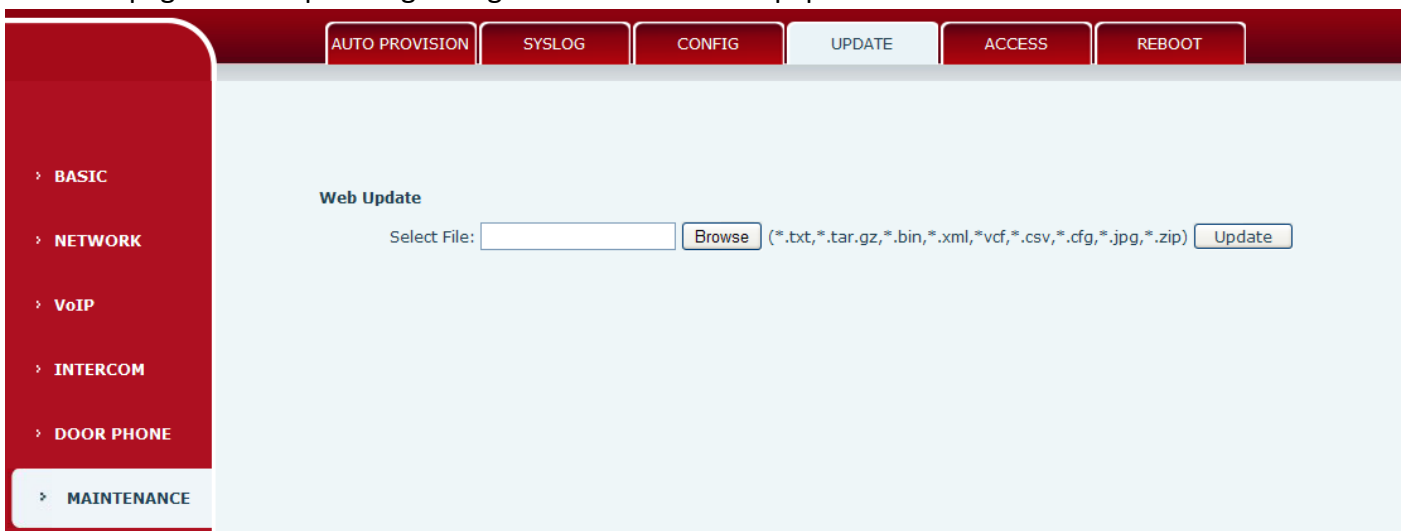 AUTO PROVISION SYSLOG CONFIG UPDATE ACCESS REBOOT
› BASIC
Web Update
Select File: Browse (*.txt,*.tar.gz,*.bin,*.xml,*vcf,*.csv,*.cfg,*.jpg,*.zip) Update
› NETWORK
› VoIP
› INTERCOM
› DOOR PHONE
› MAINTENANCE